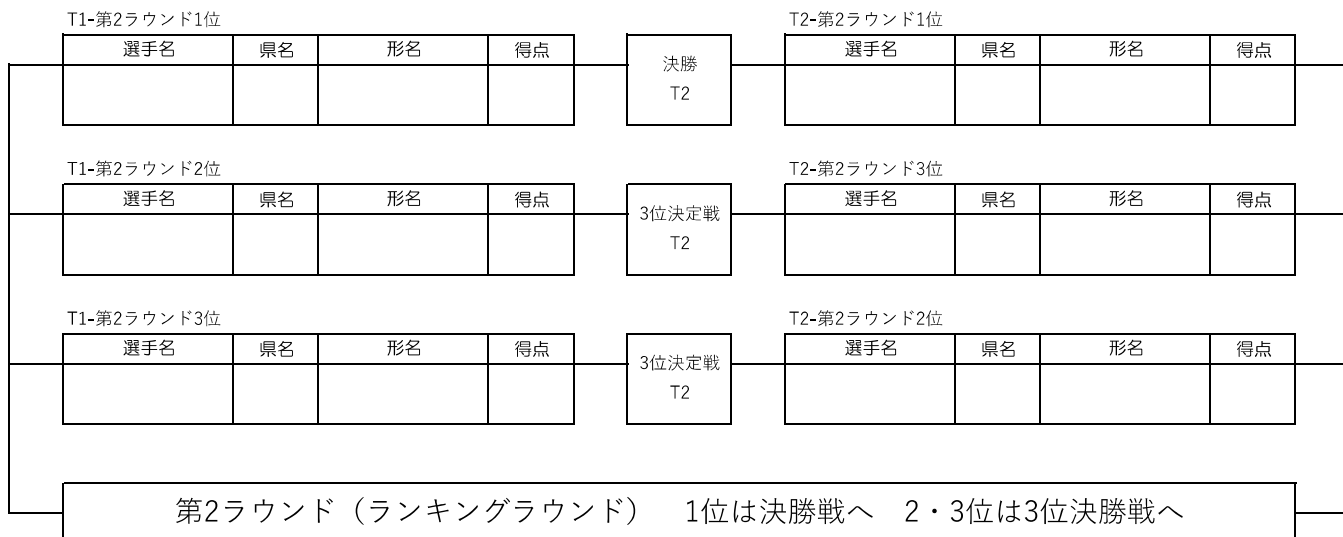 T1-第2ラウンド1位
T2-第2ラウンド1位
選手名 県名 形名 得点
決勝
T2
選手名 県名 形名 得点
T1-第2ラウンド2位
T2-第2ラウンド3位
選手名 県名 形名 得点
3位決定戦
T2
選手名 県名 形名 得点
T1-第2ラウンド3位
T2-第2ラウンド2位
選手名 県名 形名 得点
3位決定戦
T2
選手名 県名 形名 得点
第2ラウンド（ランキングラウンド）　1位は決勝戦へ　2・3位は3位決勝戦へ